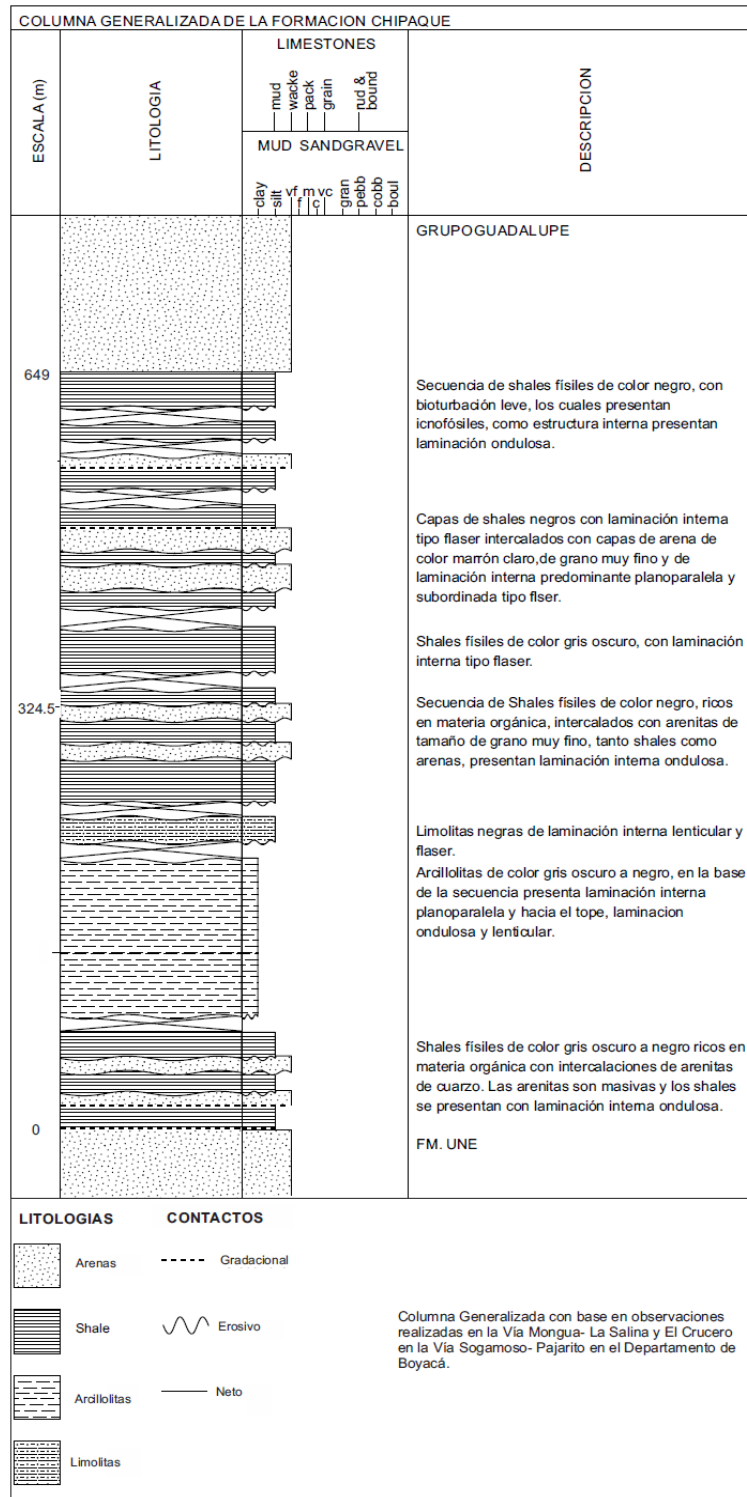 COLUMNA GENERALIZADA DE LA FORMACION CHIPAQUE
ESCALA (m)
LITOLOGIA
LIMESTONES
mud
wacke
pack
grain
rud &
bound
MUD SANDGRAVEL
clay
silt
vf
f
m
c
vc
gran
pebb
cobb
boul
DESCRIPCION
GRUPOGUADALUPE
649
Secuencia de shales físiles de color negro, con
bioturbación leve, los cuales presentan
icnofósiles, como estructura interna presentan
laminación ondulosa.
Capas de shales negros con laminación interna
tipo flaser intercalados con capas de arena de
color marrón claro,de grano muy fino y de
laminación interna predominante planoparalela y
subordinada tipo flser.
Shales físiles de color gris oscuro, con laminación
interna tipo flaser.
324.5
Secuencia de Shales físiles de color negro, ricos
en materia orgánica, intercalados con arenitas de
tamaño de grano muy fino, tanto shales como
arenas, presentan laminación interna ondulosa.
Limolitas negras de laminación interna lenticular y
flaser.
Arcillolitas de color gris oscuro a negro, en la base
de la secuencia presenta laminación interna
planoparalela y hacia el tope, laminacion
ondulosa y lenticular.
Shales físiles de color gris oscuro a negro ricos en
materia orgánica con intercalaciones de arenitas
de cuarzo. Las arenitas son masivas y los shales
se presentan con laminación interna ondulosa.
0
FM. UNE
LITOLOGIAS
CONTACTOS
Arenas
Gradacional
Shale
Erosivo
Arcillolitas
Neto
Limolitas
Columna Generalizada con base en observaciones
realizadas en la Vía Mongua- La Salina y El Crucero
en la Vía Sogamoso- Pajarito en el Departamento de
Boyacá.